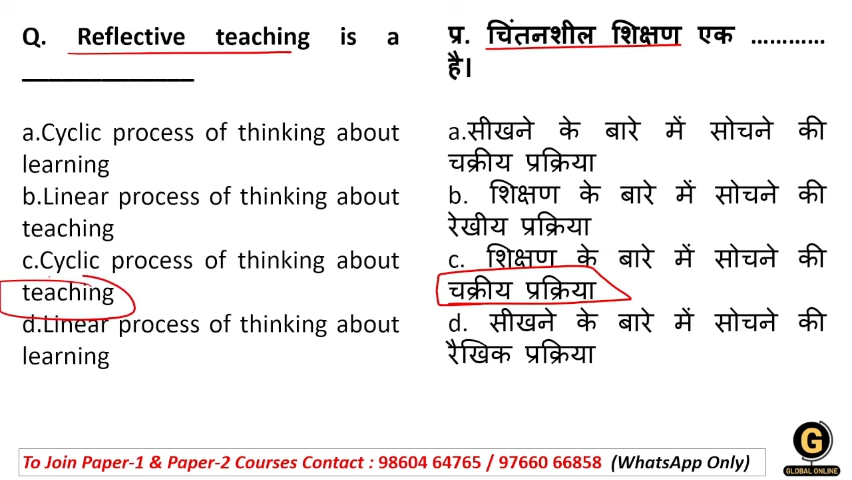 Q. Reflective teaching is a
______________
a.Cyclic process of thinking about
learning
b.Linear process of thinking about
teaching
c.Cyclic process of thinking about
teaching
d.Linear process of thinking about
learning
प्र. चिंतनशील शिक्षण एक …………
है।
a.सीखने के बारे में सोचने की
चक्रीय प्रक्रिया
b. शिक्षण के बारे में सोचने की
रेखीय प्रक्रिया
c. शिक्षण के बारे में सोचने की
चक्रीय प्रक्रिया
d. सीखने के बारे में सोचने की
रैखिक प्रक्रिया
G
GLOBAL ONLINE
To Join Paper-1 & Paper-2 Courses Contact : 98604 64765 / 97660 66858 (WhatsApp Only)